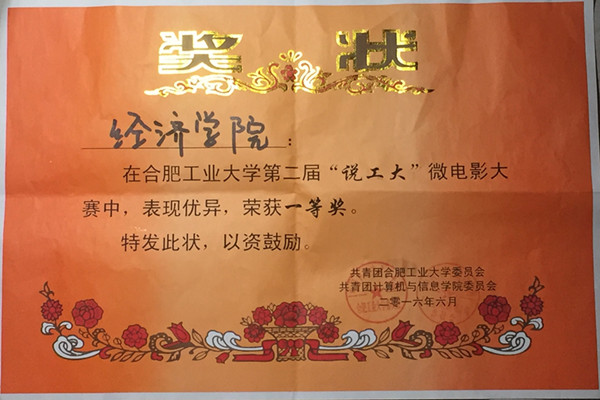 奖状
经济学院：
在合肥工业大学第二届“说工大”微电影大
赛中，表现优异，荣获一等奖。
特发此状，以资鼓励。
共青团合肥工业大学委员会
共青团计算机与信息学院委员会
二零一六年六月